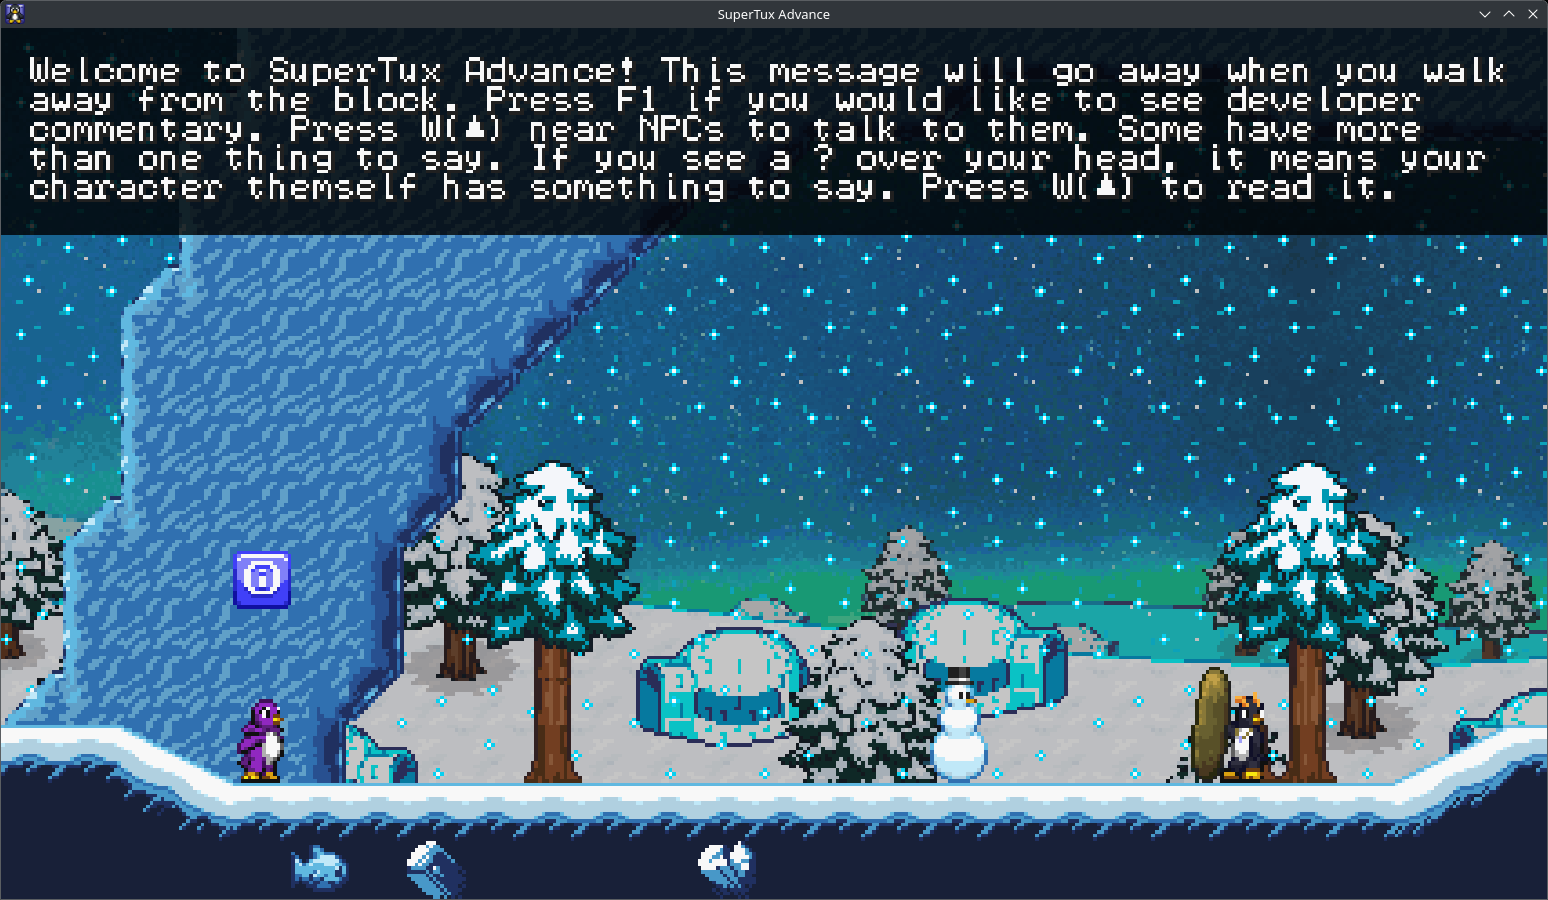 SuperTux Advance
Welcome to SuperTux Advance! This message will go away when you walk
away from the block. Press F1 if you would like to see developer
commentary. Press W(▲) near NPCs to talk to them. Some have more
than one thing to say. If you see a ? over your head, it means your
character themself has something to say. Press W(▲) to read it.